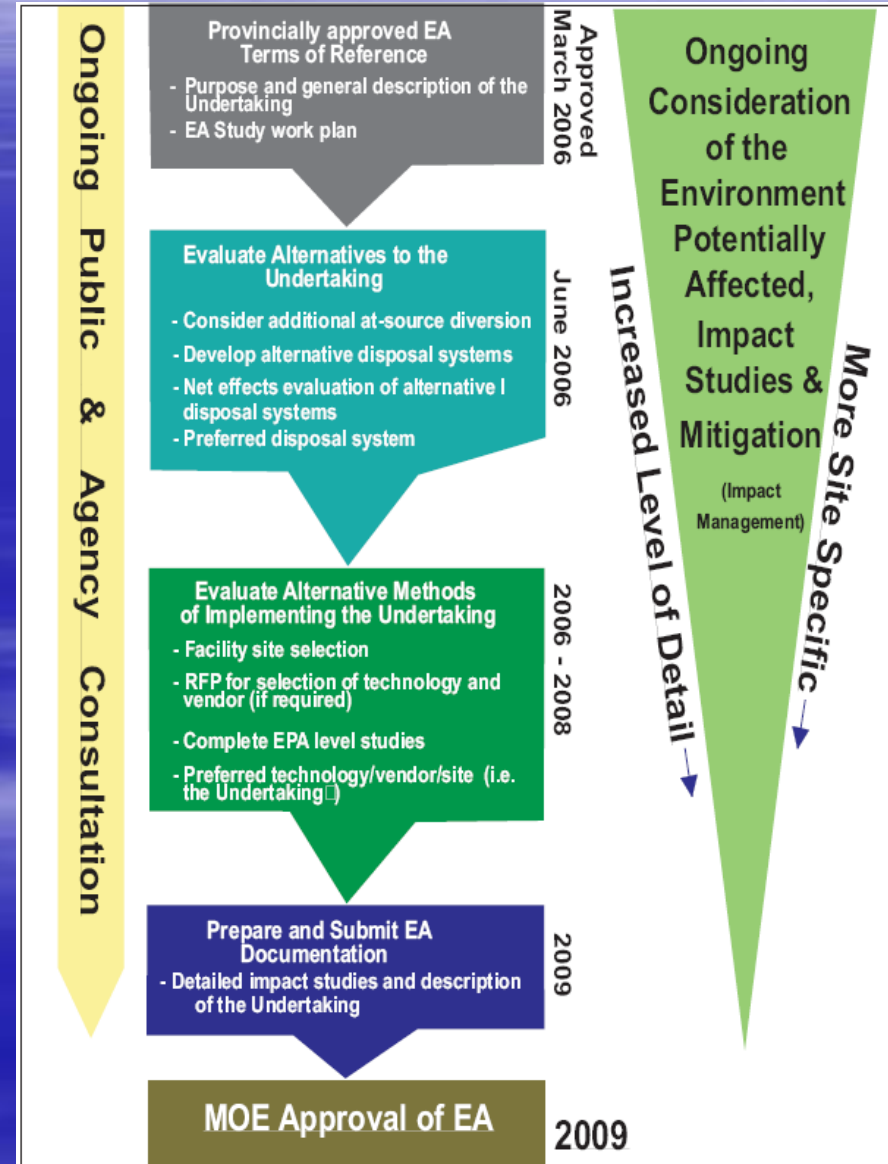 Ongoing Public & Agency Consultation
Provincially approved EA
Terms of Reference
- Purpose and general description of the
Undertaking
- EA Study work plan
Approved
March 2006
Evaluate Alternatives to the
Undertaking
- Consider additional at-source diversion
- Develop alternative disposal systems
- Net effects evaluation of alternative l
disposal systems
- Preferred disposal system
June 2006
Evaluate Alternative Methods
of Implementing the Undertaking
- Facility site selection
- RFP for selection of technology and
vendor (if required)
- Complete EPA level studies
- Preferred technology/vendor/site (i.e.
the Undertaking□)
2006 - 2008
Prepare and Submit EA
Documentation
- Detailed impact studies and description
of the Undertaking
2009
MOE Approval of EA
2009
Ongoing
Consideration
of the
Environment
Potentially
Affected,
Impact
Studies &
Mitigation
(Impact
Management)
Increased Level of Detail
More Site Specific